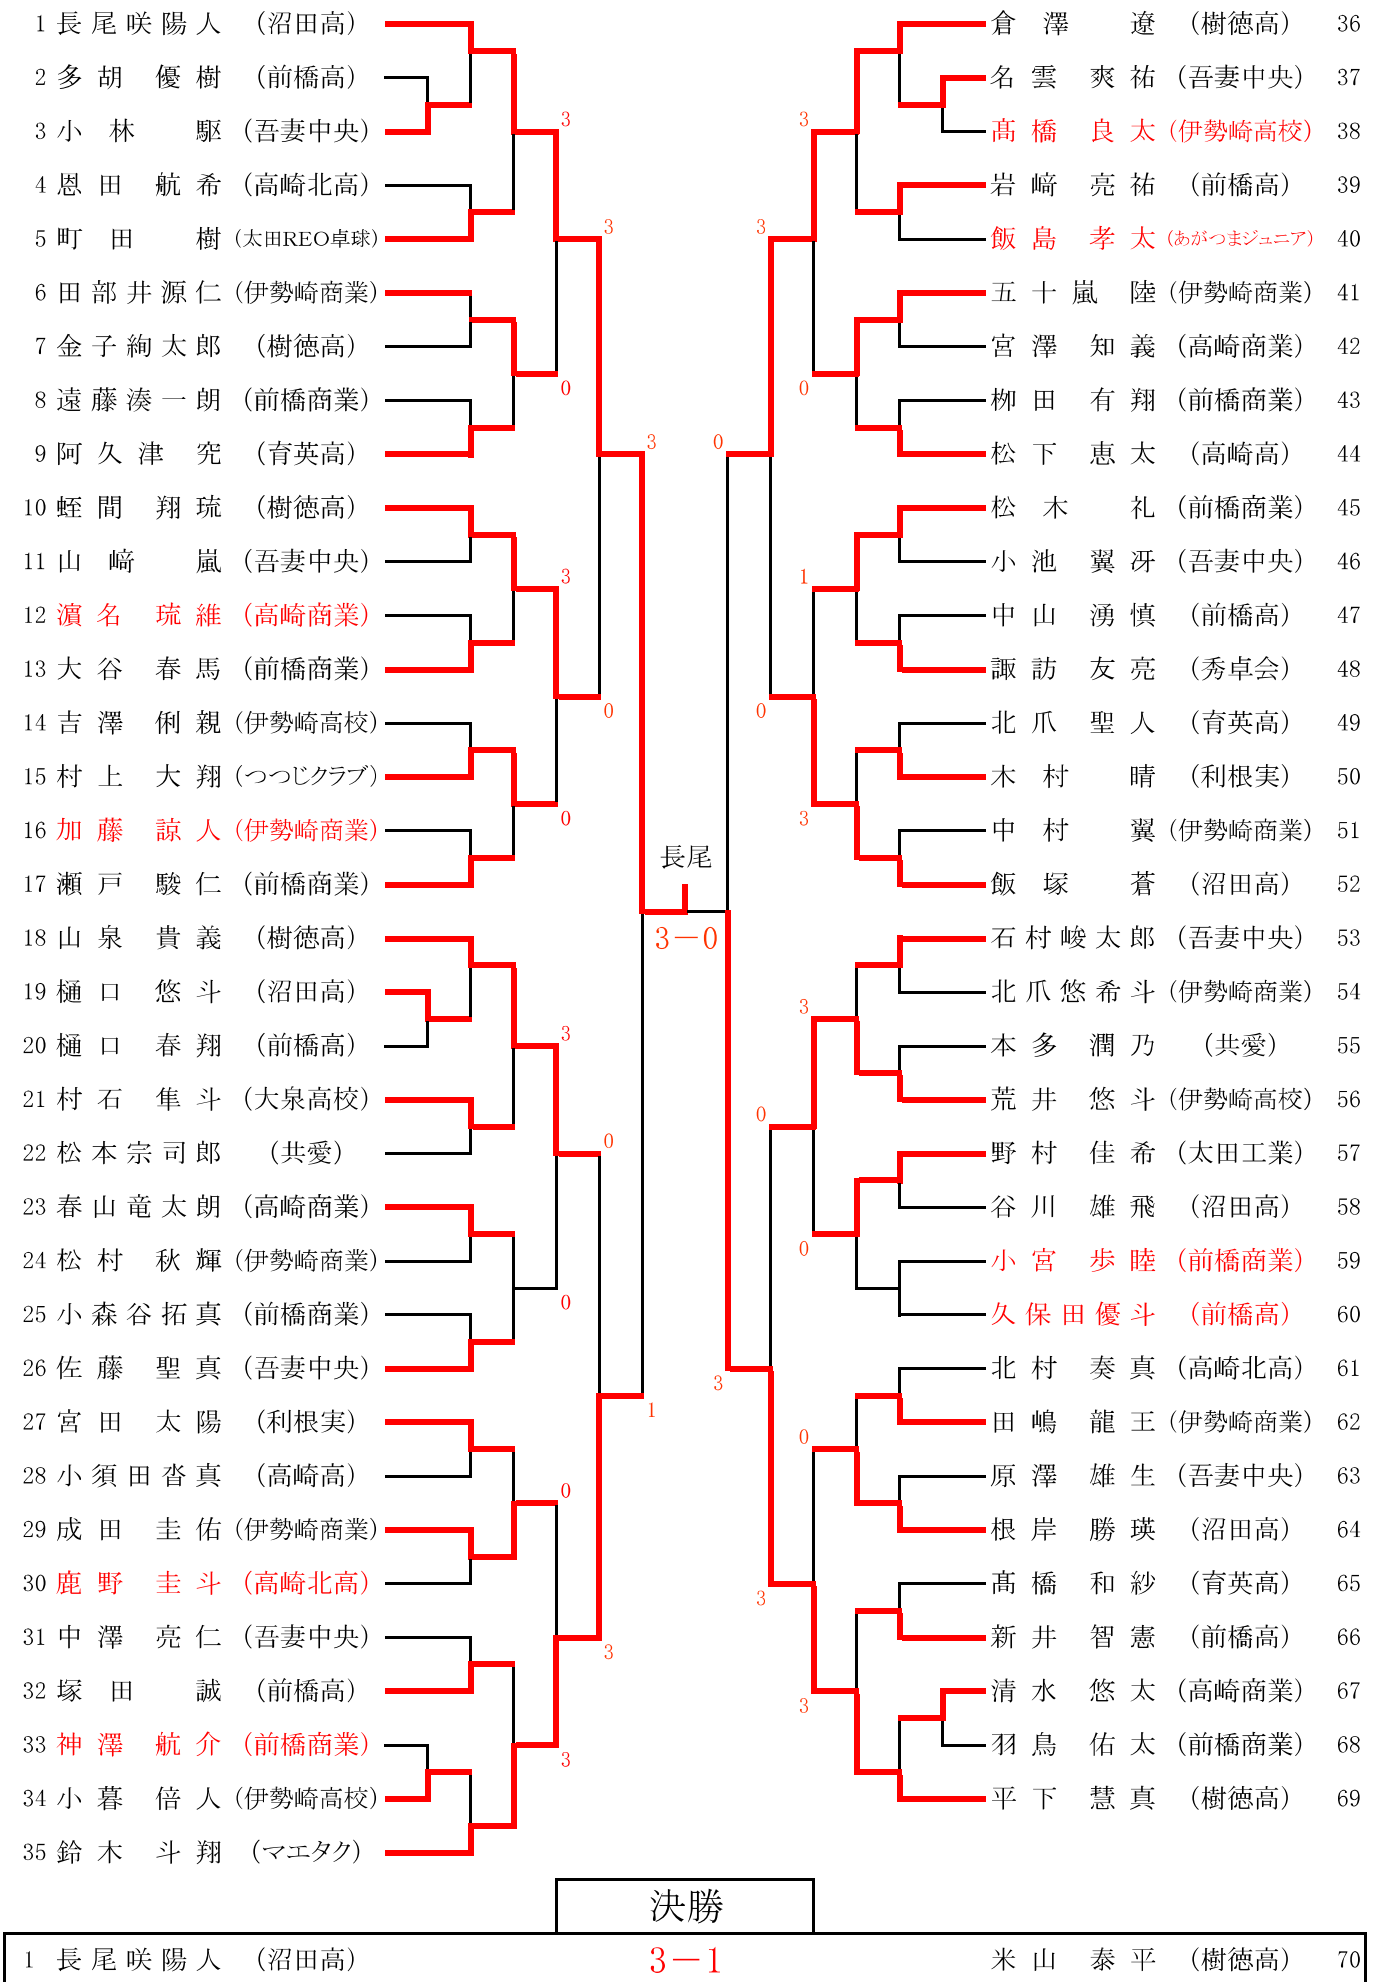 1 長尾咲陽人 (沼田高)
2 多胡 優樹 (前橋高)
3 小林 駆 (吾妻中央)
4 恩田 航希 (高崎北高)
5 町田 樹 (太田REO卓球)
6 田部井源仁 (伊勢崎商業)
7 金子絢太郎 (樹徳高)
8 遠藤湊一朗 (前橋商業)
9 阿久津 究 (育英高)
10 蛭間 翔琉 (樹徳高)
11 山﨑 嵐 (吾妻中央)
12 濵名 琉維 (高崎商業)
13 大谷 春馬 (前橋商業)
14 吉澤 俐親 (伊勢崎高校)
15 村上 大翔 (つつじクラブ)
16 加藤 諒人 (伊勢崎商業)
17 瀬戸 駿仁 (前橋商業)
18 山泉 貴義 (樹徳高)
19 樋口 悠斗 (沼田高)
20 樋口 春翔 (前橋高)
21 村石 隼斗 (大泉高校)
22 松本宗司郎 (共愛)
23 春山竜太朗 (高崎商業)
24 松村 秋輝 (伊勢崎商業)
25 小森谷拓真 (前橋商業)
26 佐藤 聖真 (吾妻中央)
27 宮田 太陽 (利根実)
28 小須田沓真 (高崎高)
29 成田 圭佑 (伊勢崎商業)
30 鹿野 圭斗 (高崎北高)
31 中澤 亮仁 (吾妻中央)
32 塚田 誠 (前橋高)
33 神澤 航介 (前橋商業)
34 小暮 倍人 (伊勢崎高校)
35 鈴木 斗翔 (マエタク)
3
3
0
3
3
0
0
3
0
0
1
0
3
3
長尾
3－0
3
3
0
0
1
0
3
3
0
0
3
0
3
3
倉澤 遼 (樹徳高) 36
名雲 爽祐 (吾妻中央) 37
髙橋 良太 (伊勢崎高校) 38
岩﨑 亮祐 (前橋高) 39
飯島 孝太 (あがつまジュニア) 40
五十嵐 陸 (伊勢崎商業) 41
宮澤 知義 (高崎商業) 42
栁田 有翔 (前橋商業) 43
松下 恵太 (高崎高) 44
松木 礼 (前橋商業) 45
小池 翼冴 (吾妻中央) 46
中山 湧慎 (前橋高) 47
諏訪 友亮 (秀卓会) 48
北爪 聖人 (育英高) 49
木村 晴 (利根実) 50
中村 翼 (伊勢崎商業) 51
飯塚 蒼 (沼田高) 52
石村峻太郎 (吾妻中央) 53
北爪悠希斗 (伊勢崎商業) 54
本多 潤乃 (共愛) 55
荒井 悠斗 (伊勢崎高校) 56
野村 佳希 (太田工業) 57
谷川 雄飛 (沼田高) 58
小宮 歩睦 (前橋商業) 59
久保田優斗 (前橋高) 60
北村 奏真 (高崎北高) 61
田嶋 龍王 (伊勢崎商業) 62
原澤 雄生 (吾妻中央) 63
根岸 勝瑛 (沼田高) 64
髙橋 和紗 (育英高) 65
新井 智憲 (前橋高) 66
清水 悠太 (高崎商業) 67
羽鳥 佑太 (前橋商業) 68
平下 慧真 (樹徳高) 69
決勝
1 長尾咲陽人 (沼田高) 3－1 米山 泰平 (樹徳高) 70